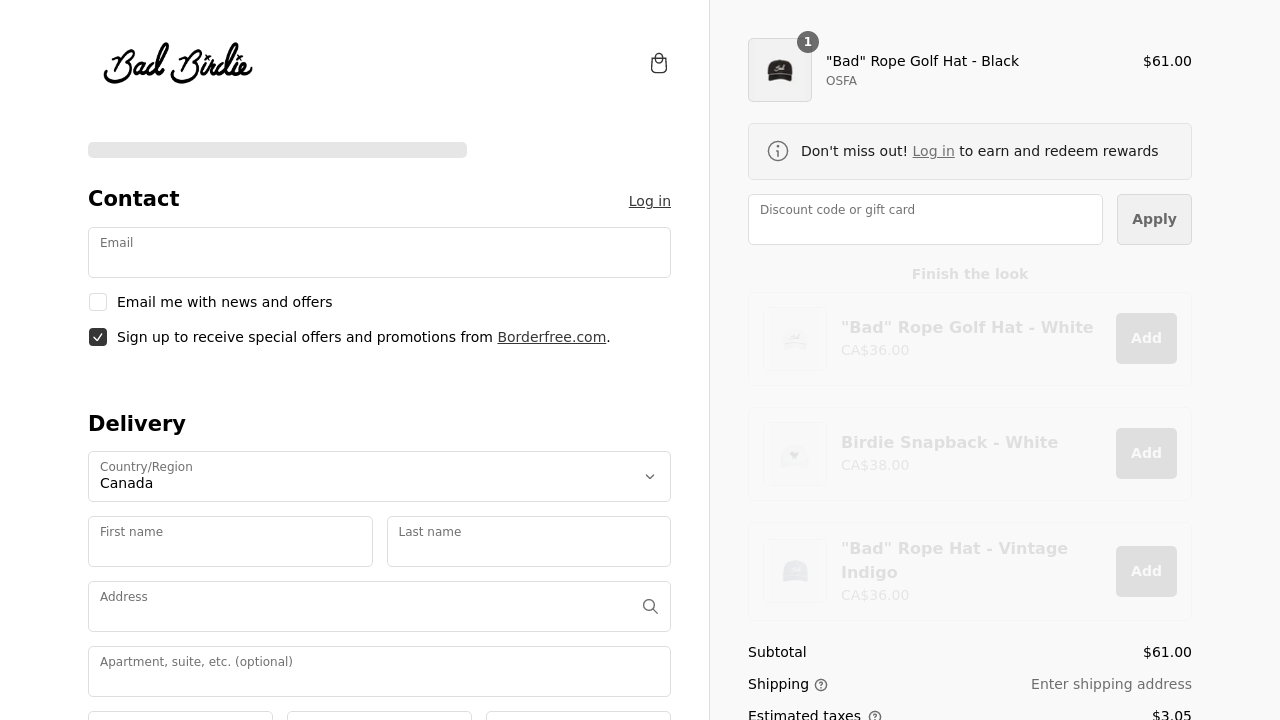 Bad Birdie
Contact
Log in
Email
Email me with news and offers
Sign up to receive special offers and promotions from Borderfree.com.
Delivery
Country/Region
Canada
First name
Last name
Address
Apartment, suite, etc. (optional)
1
"Bad" Rope Golf Hat - Black
OSFA
$61.00
Don't miss out! Log in to earn and redeem rewards
Discount code or gift card
Apply
Finish the look
"Bad" Rope Golf Hat - White
CA$36.00
Add
Birdie Snapback - White
CA$38.00
Add
"Bad" Rope Hat - Vintage
Indigo
CA$36.00
Add
Subtotal
$61.00
Shipping
Enter shipping address
Estimated taxes
$3.05